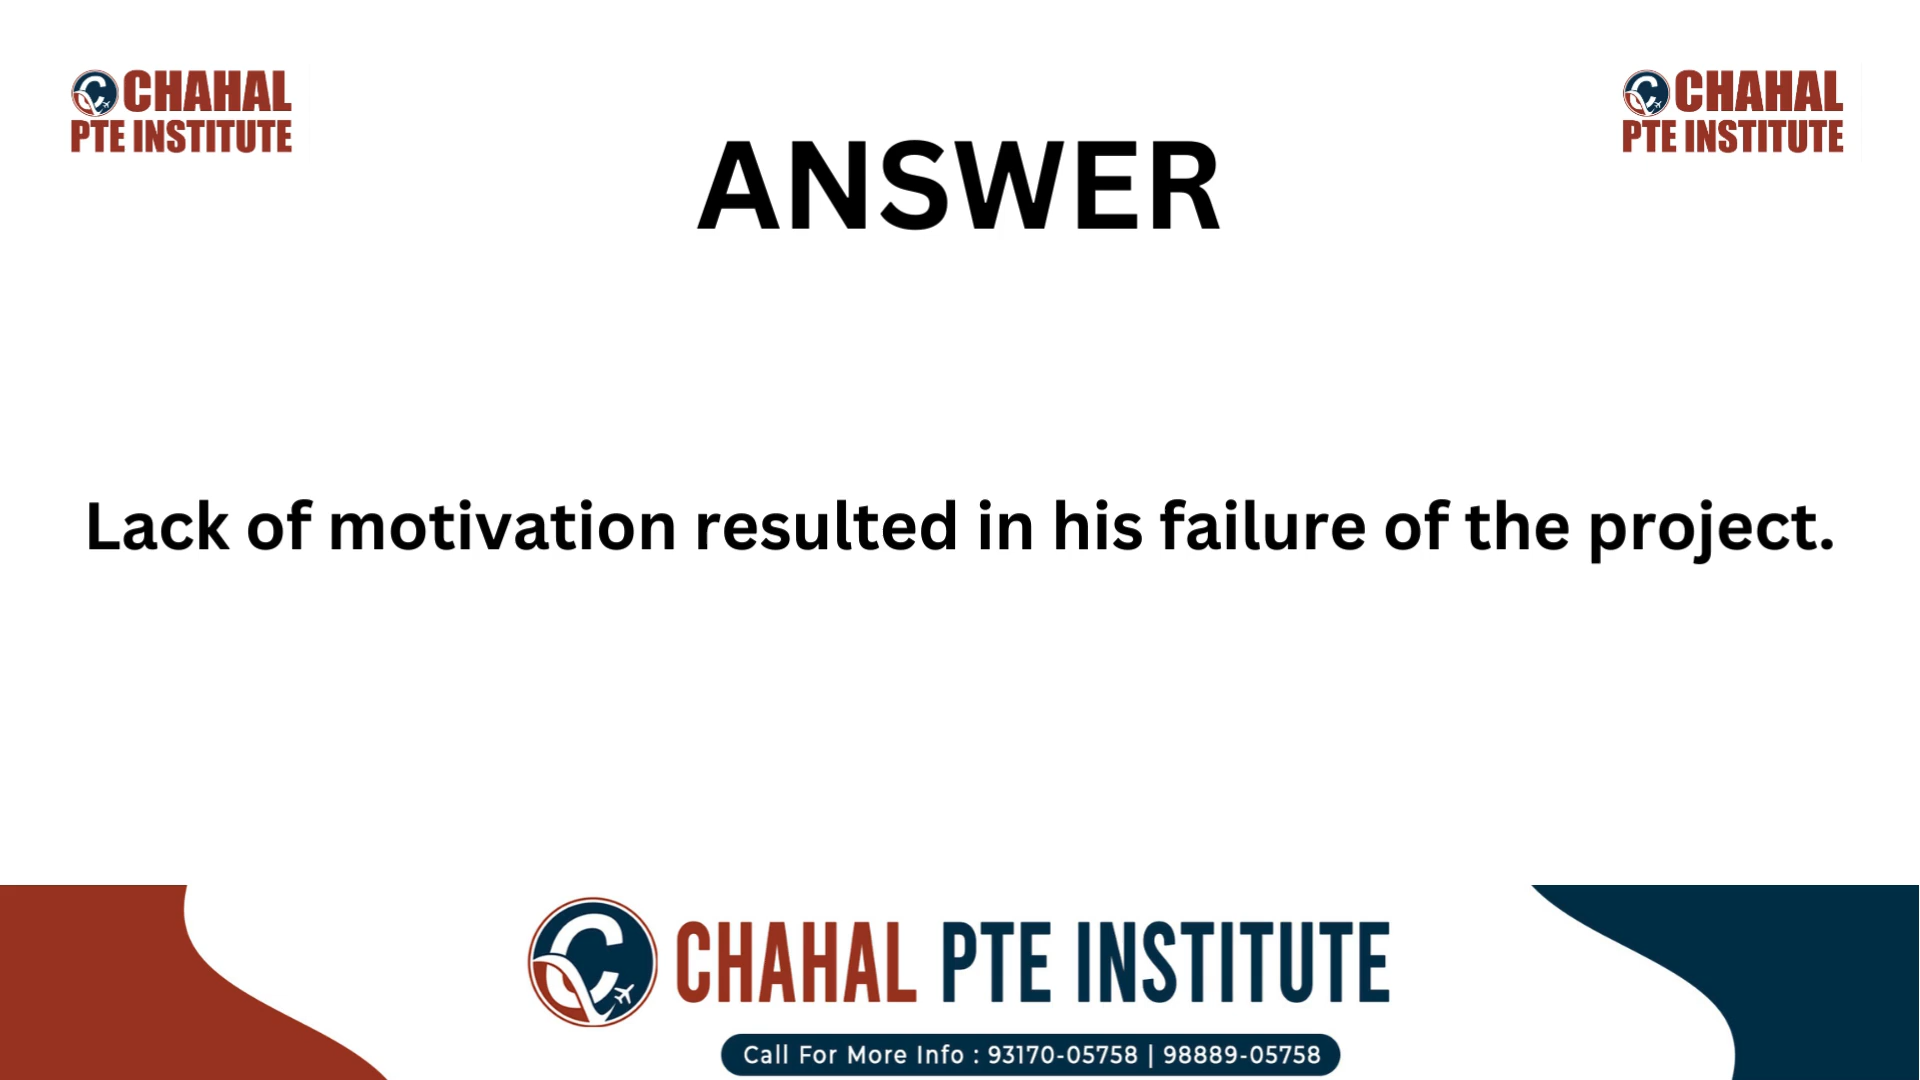 CHAHAL
PTE INSTITUTE
CHAHAL
PTE INSTITUTE
ANSWER
Lack of motivation resulted in his failure of the project.
CHAHAL PTE INSTITUTE
Call For More Info : 93170-05758 | 98889-05758